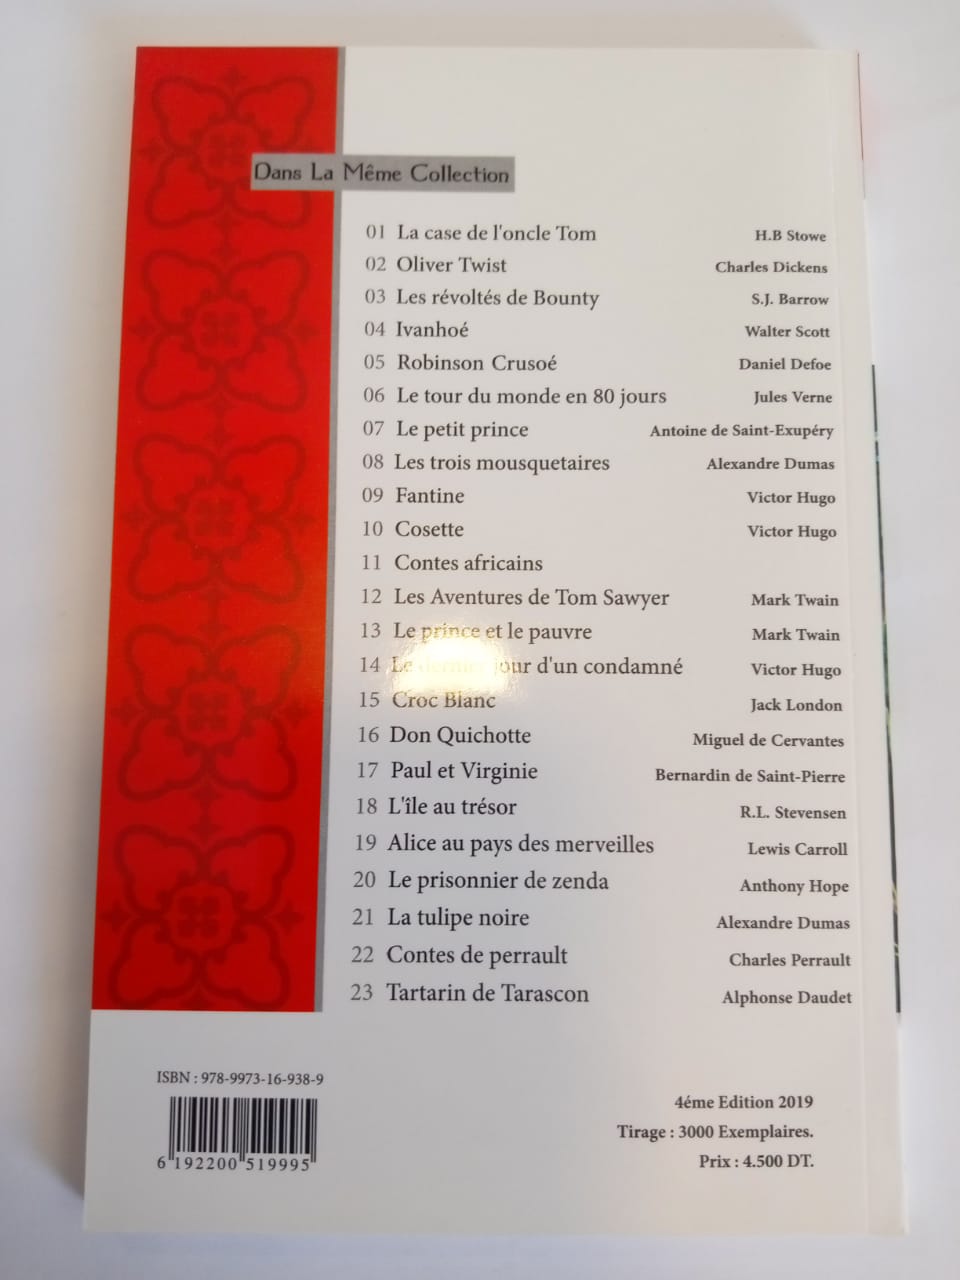 Dans La Même Collection
01 La case de l'oncle Tom H.B Stowe
02 Oliver Twist Charles Dickens
03 Les révoltés de Bounty S.J. Barrow
04 Ivanhoé Walter Scott
05 Robinson Crusoé Daniel Defoe
06 Le tour du monde en 80 jours Jules Verne
07 Le petit prince Antoine de Saint-Exupéry
08 Les trois mousquetaires Alexandre Dumas
09 Fantine Victor Hugo
10 Cosette Victor Hugo
11 Contes africains
12 Les Aventures de Tom Sawyer Mark Twain
13 Le prince et le pauvre Mark Twain
14 Le dernier jour d'un condamné Victor Hugo
15 Croc Blanc Jack London
16 Don Quichotte Miguel de Cervantes
17 Paul et Virginie Bernardin de Saint-Pierre
18 L'île au trésor R.L. Stevensen
19 Alice au pays des merveilles Lewis Carroll
20 Le prisonnier de zenda Anthony Hope
21 La tulipe noire Alexandre Dumas
22 Contes de perrault Charles Perrault
23 Tartarin de Tarascon Alphonse Daudet
ISBN : 978-9973-16-938-9
6 192200 519995
4éme Edition 2019
Tirage : 3000 Exemplaires.
Prix : 4.500 DT.